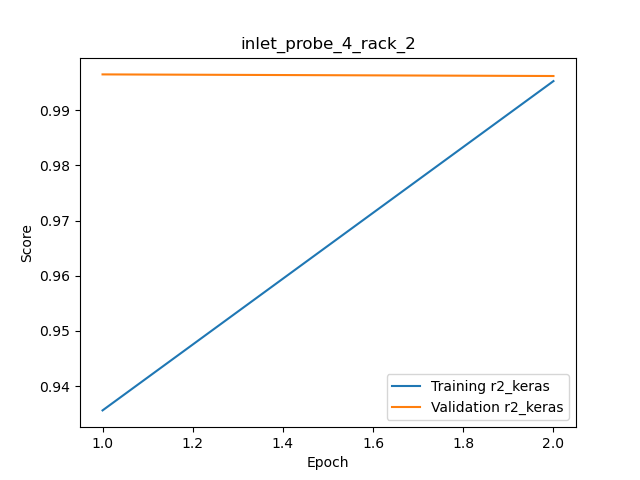 inlet_probe_4_rack_2
Score
0.99
0.98
0.97
0.96
0.95
0.94
Training r2_keras
Validation r2_keras
1.0 1.2 1.4 1.6 1.8 2.0
Epoch